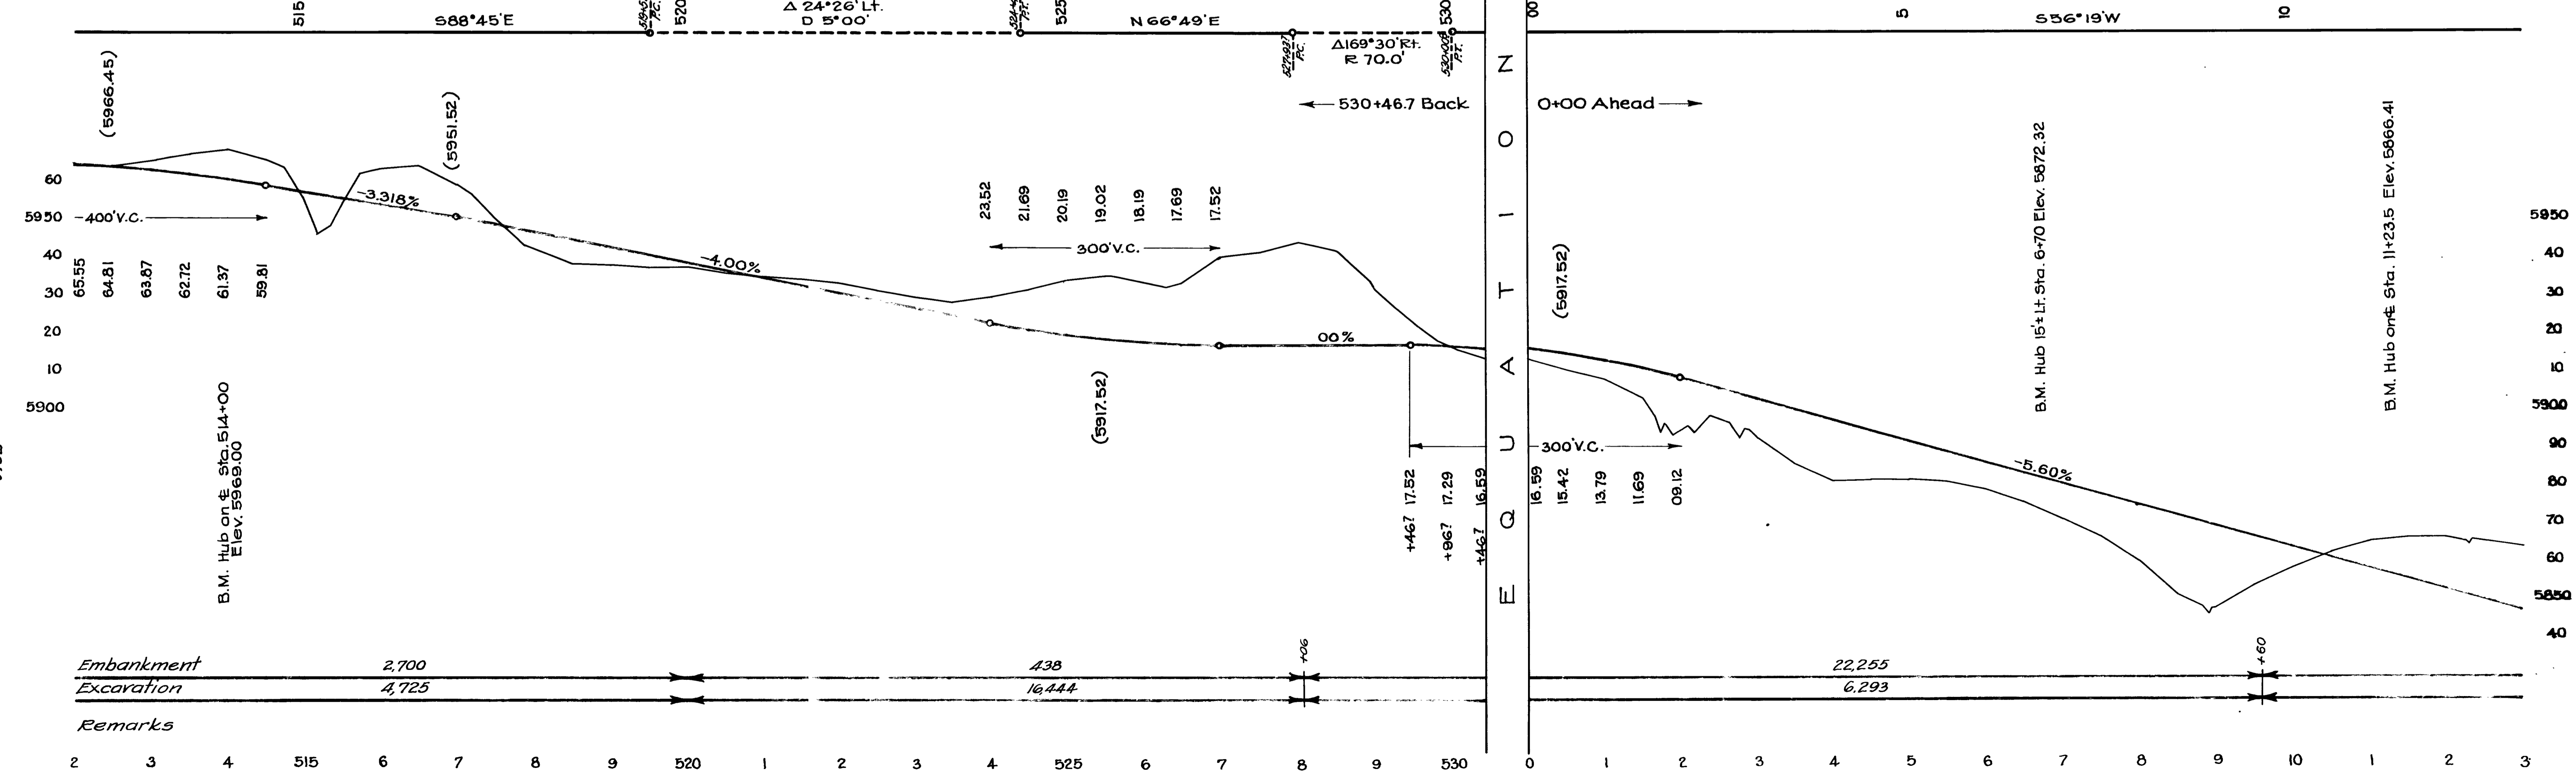 515
S88°45'E
P.C.
520
Δ 24°26' Lt.
D 5°00'
P.T.
525
N 66°49'E
P.C.
Δ169°30'Rt.
R 70.0'
P.T.
530
00
5
S56°19'W
10
530+46.7 Back
0+00 Ahead
EQUATION
(5966.45)
(5951.52)
(5917.52)
(5917.52)
-3.318%
-4.00%
00%
-5.60%
-400'V.C.
65.55
64.81
63.87
62.72
61.37
59.81
300'V.C.
23.52
21.69
20.19
19.02
18.19
17.69
17.52
300'V.C.
+46? 17.52
+96? 17.29
+46? 16.59
16.59
15.42
13.79
11.69
09.12
B.M. Hub on ℄ Sta. 514+00
Elev. 5969.00
B.M. Hub 15'± Lt. Sta. 6+70 Elev. 5872.32
B.M. Hub on ℄ Sta. 11+23.5 Elev. 5866.41
60
5950
40
30
20
10
5900
5950
40
30
20
10
5900
90
80
70
60
5850
40
Embankment 2,700 438 +06 22,255 +60
Excavation 4,725 16,444 6,293
Remarks
2 3 4 515 6 7 8 9 520 1 2 3 4 525 6 7 8 9 530 0 1 2 3 4 5 6 7 8 9 10 1 2 3